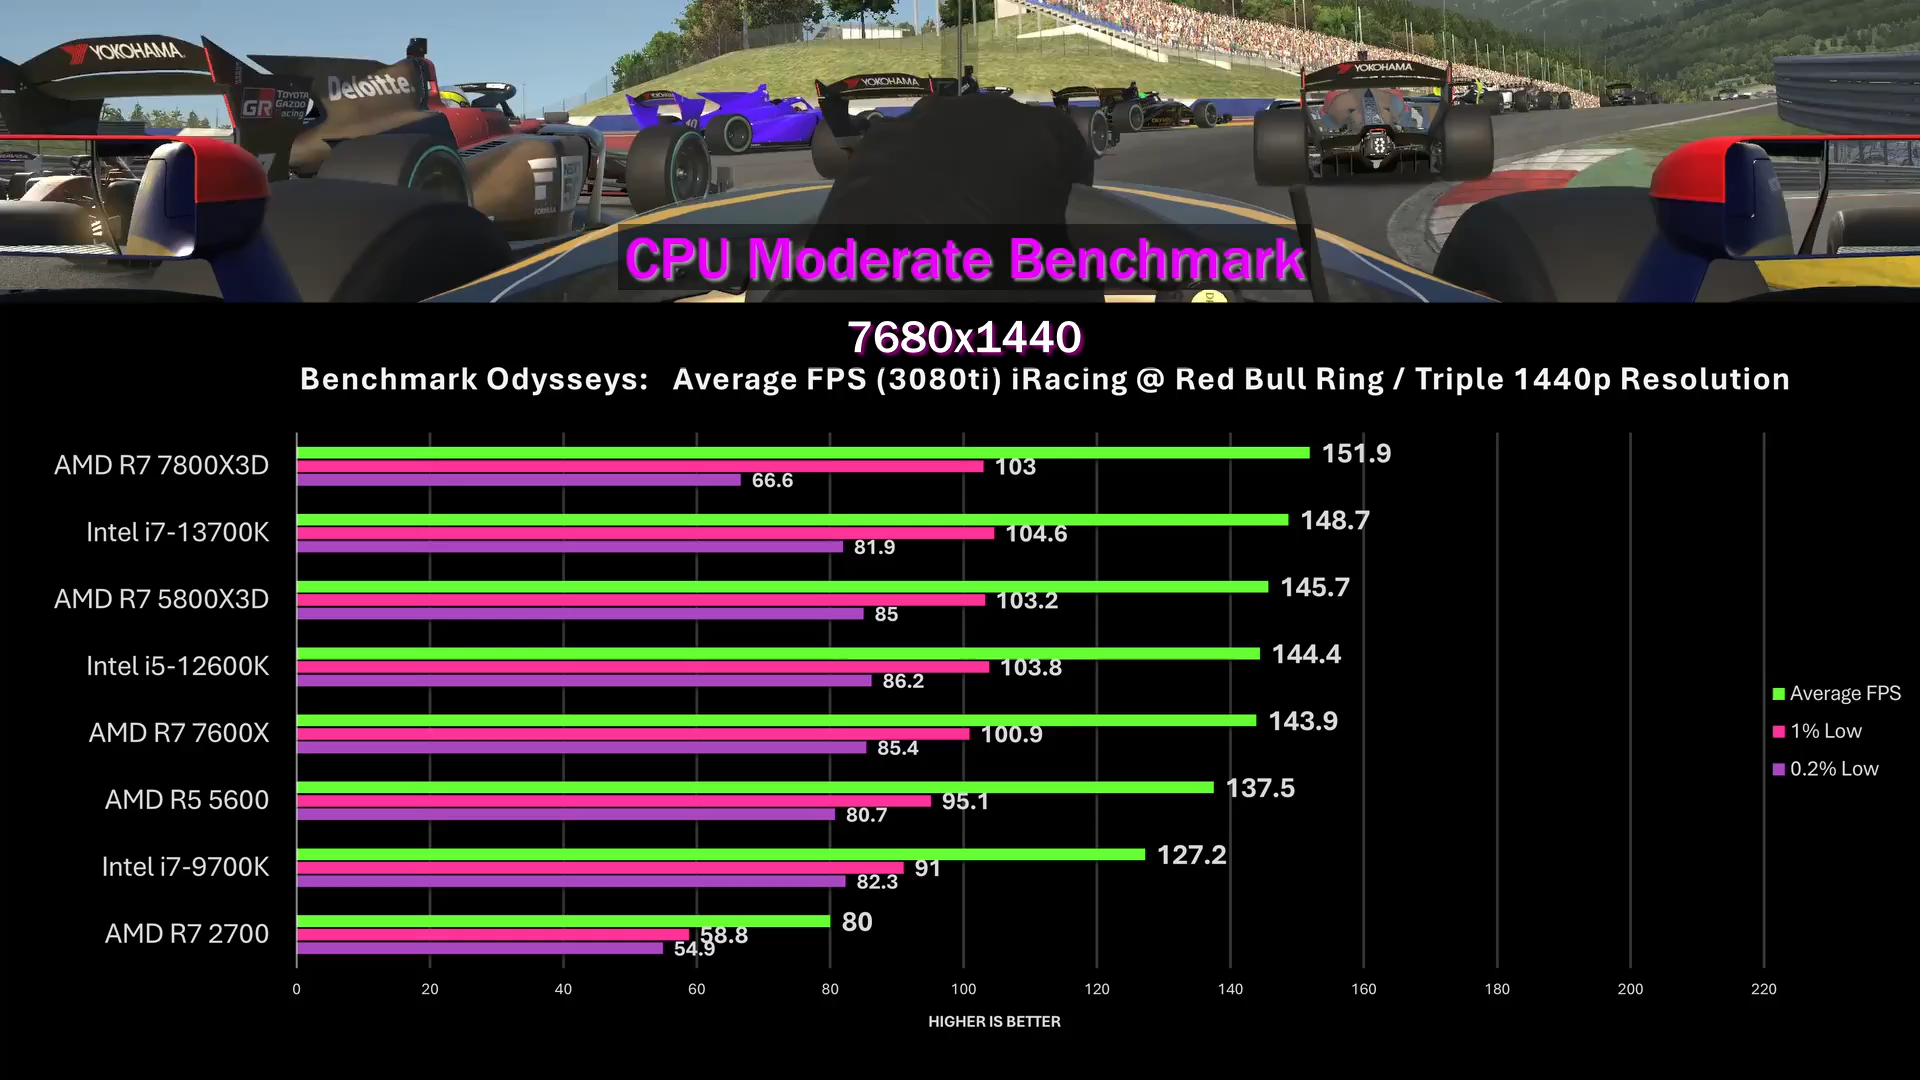 YOKOHAMA
Deloitte.
GR TOYOTA
GAZOO
Racing
YOKOHAMA
YOKOHAMA
CPU Moderate Benchmark
7680x1440
Benchmark Odysseys: Average FPS (3080ti) iRacing @ Red Bull Ring / Triple 1440p Resolution
AMD R7 7800X3D
151.9
103
66.6
Intel i7-13700K
148.7
104.6
81.9
AMD R7 5800X3D
145.7
103.2
85
Intel i5-12600K
144.4
103.8
86.2
AMD R7 7600X
143.9
100.9
85.4
AMD R5 5600
137.5
95.1
80.7
Intel i7-9700K
127.2
91
82.3
AMD R7 2700
80
58.8
54.9
Average FPS
1% Low
0.2% Low
0 20 40 60 80 100 120 140 160 180 200 220
HIGHER IS BETTER